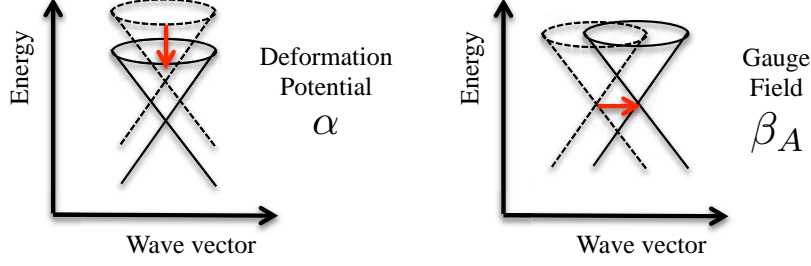 Energy
Deformation
Potential
α
Wave vector
Energy
Gauge
Field
β_A
Wave vector